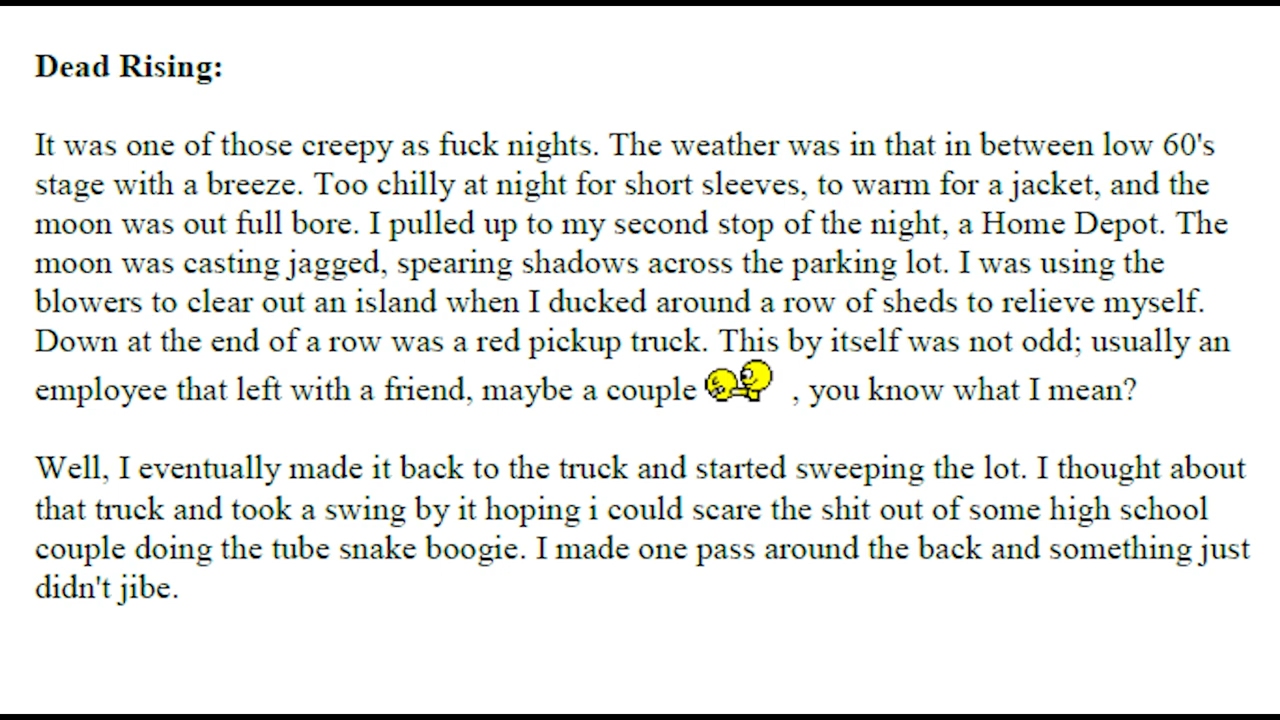 Dead Rising:
It was one of those creepy as fuck nights. The weather was in that in between low 60's
stage with a breeze. Too chilly at night for short sleeves, to warm for a jacket, and the
moon was out full bore. I pulled up to my second stop of the night, a Home Depot. The
moon was casting jagged, spearing shadows across the parking lot. I was using the
blowers to clear out an island when I ducked around a row of sheds to relieve myself.
Down at the end of a row was a red pickup truck. This by itself was not odd; usually an
employee that left with a friend, maybe a couple , you know what I mean?
Well, I eventually made it back to the truck and started sweeping the lot. I thought about
that truck and took a swing by it hoping i could scare the shit out of some high school
couple doing the tube snake boogie. I made one pass around the back and something just
didn't jibe.